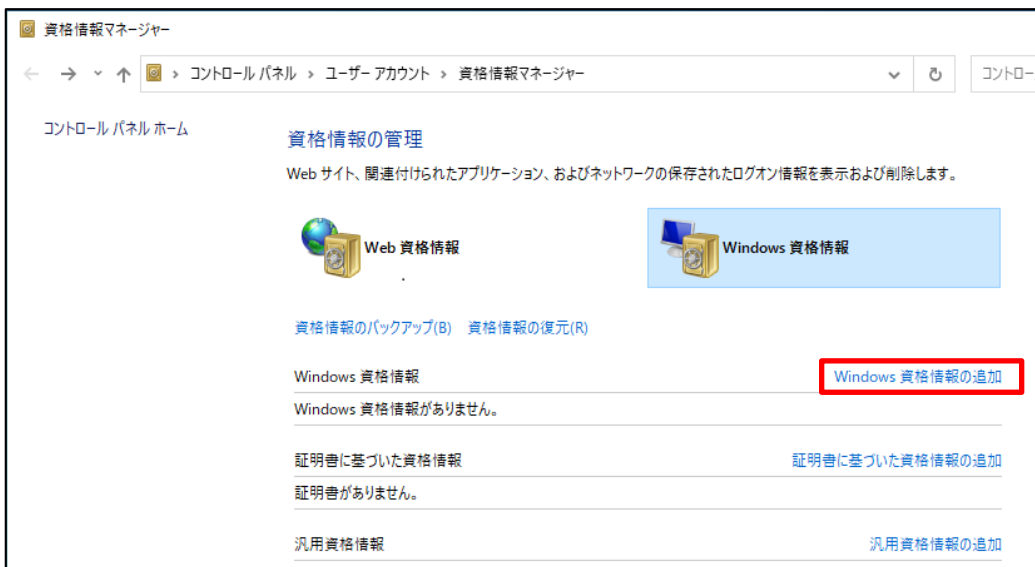 資格情報マネージャー
コントロール パネル › ユーザー アカウント › 資格情報マネージャー
コントロー
コントロール パネル ホーム
資格情報の管理
Web サイト、関連付けられたアプリケーション、およびネットワークの保存されたログオン情報を表示および削除します。
Web 資格情報
Windows 資格情報
資格情報のバックアップ(B) 資格情報の復元(R)
Windows 資格情報 Windows 資格情報の追加
Windows 資格情報がありません。
証明書に基づいた資格情報 証明書に基づいた資格情報の追加
証明書がありません。
汎用資格情報 汎用資格情報の追加